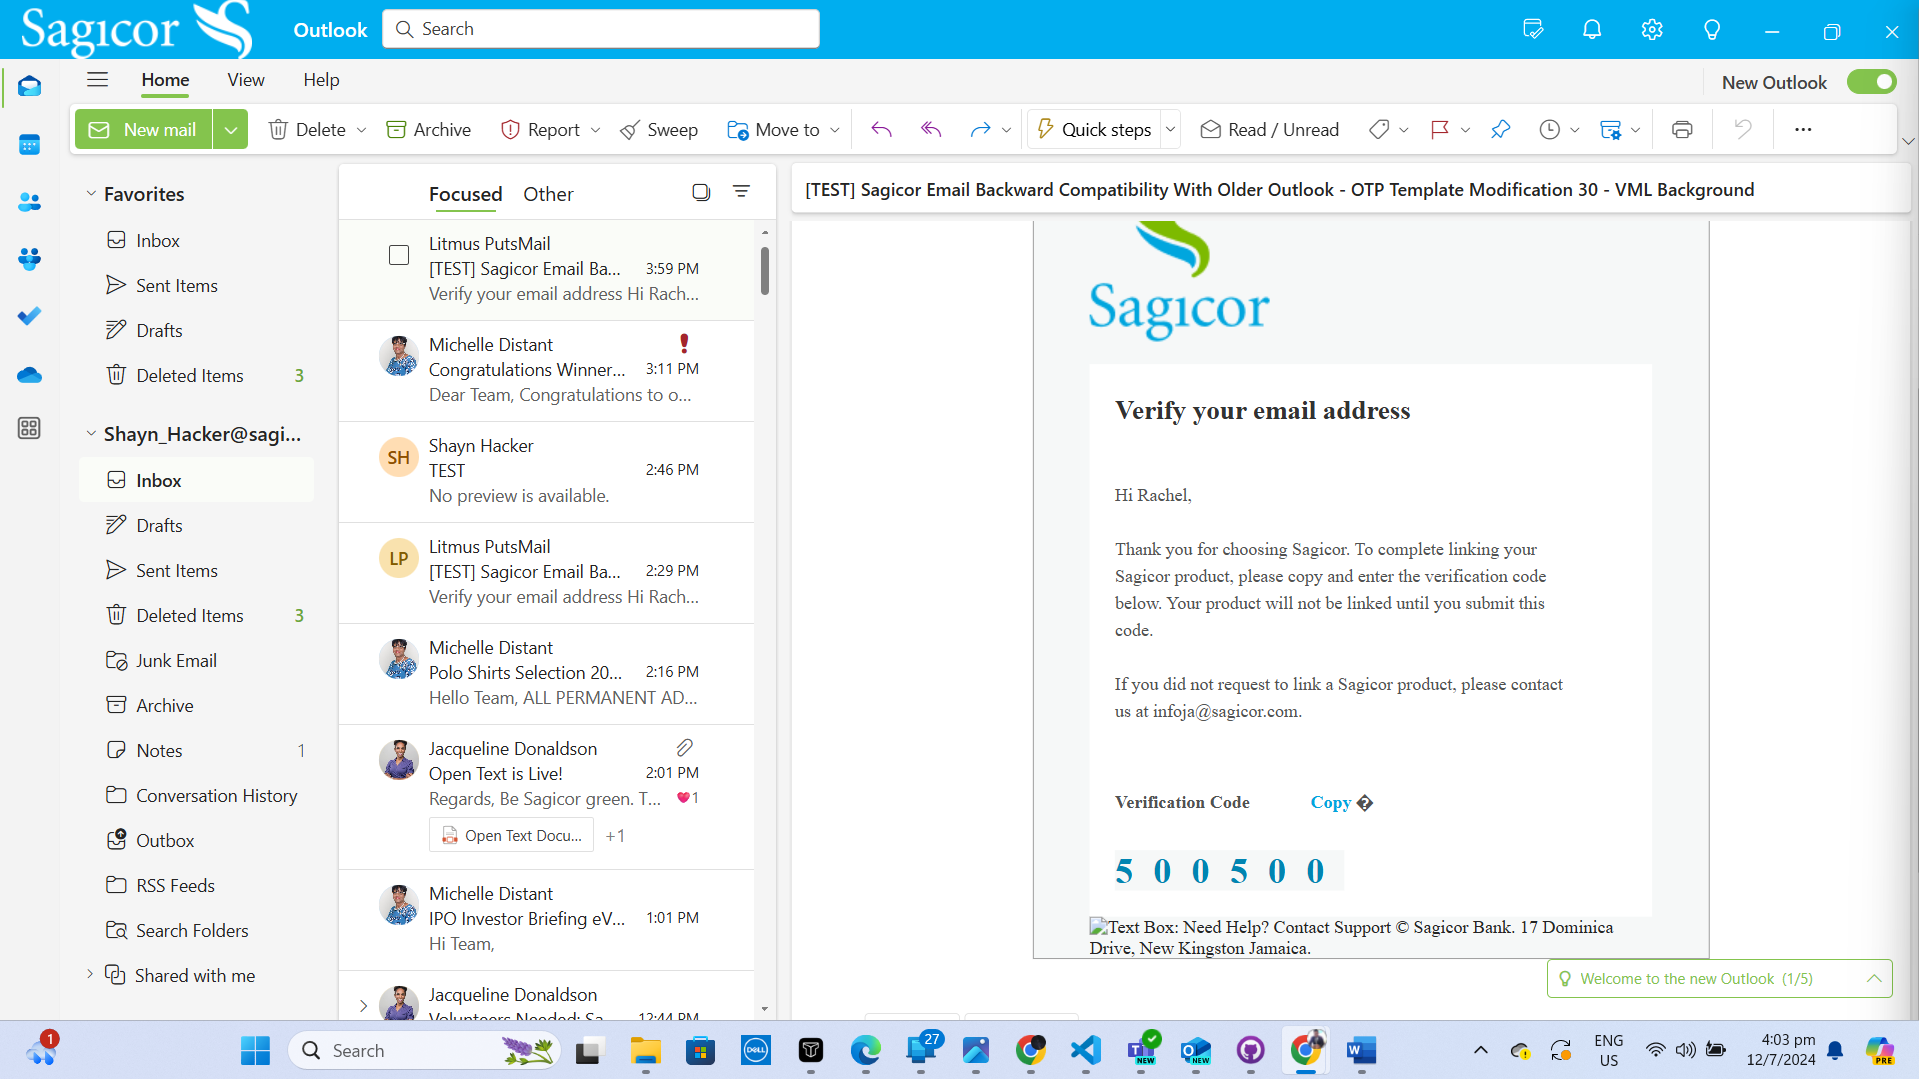 Sagicor
Outlook
Search
Home
View
Help
New Outlook
New mail
Delete
Archive
Report
Sweep
Move to
Quick steps
Read / Unread
Favorites
Inbox
Sent Items
Drafts
Deleted Items 3
Shayn_Hacker@sagi...
Inbox
Drafts
Sent Items
Deleted Items 3
Junk Email
Archive
Notes 1
Conversation History
Outbox
RSS Feeds
Search Folders
Shared with me
Focused Other
Litmus PutsMail
[TEST] Sagicor Email Ba... 3:59 PM
Verify your email address Hi Rach...
Michelle Distant
Congratulations Winner... 3:11 PM
Dear Team, Congratulations to o...
SH
Shayn Hacker
TEST 2:46 PM
No preview is available.
LP
Litmus PutsMail
[TEST] Sagicor Email Ba... 2:29 PM
Verify your email address Hi Rach...
Michelle Distant
Polo Shirts Selection 20... 2:16 PM
Hello Team, ALL PERMANENT AD...
Jacqueline Donaldson
Open Text is Live! 2:01 PM
Regards, Be Sagicor green. T... 1
Open Text Docu... +1
Michelle Distant
IPO Investor Briefing eV... 1:01 PM
Hi Team,
Jacqueline Donaldson
Volunteers Needed: Sa... 12:44 PM
[TEST] Sagicor Email Backward Compatibility With Older Outlook - OTP Template Modification 30 - VML Background
Sagicor
Verify your email address
Hi Rachel,
Thank you for choosing Sagicor. To complete linking your
Sagicor product, please copy and enter the verification code
below. Your product will not be linked until you submit this
code.
If you did not request to link a Sagicor product, please contact
us at infoja@sagicor.com.
Verification Code Copy �
5 0 0 5 0 0
Text Box: Need Help? Contact Support © Sagicor Bank. 17 Dominica
Drive, New Kingston Jamaica.
Welcome to the new Outlook (1/5)
1
Search
DELL
27
NEW
NEW
W
ENG
US
4:03 pm
12/7/2024
PRE